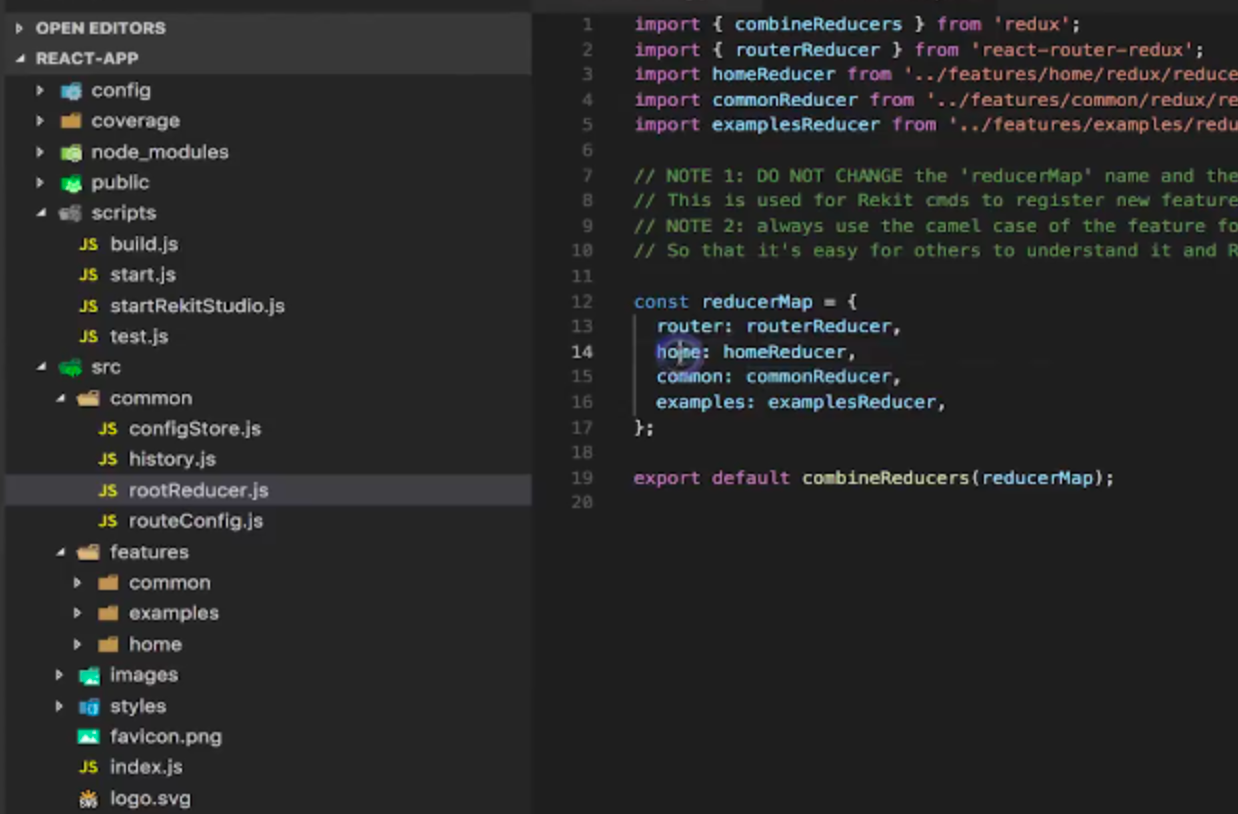 OPEN EDITORS
REACT-APP
config
coverage
node_modules
public
scripts
JS build.js
JS start.js
JS startRekitStudio.js
JS test.js
src
common
JS configStore.js
JS history.js
JS rootReducer.js
JS routeConfig.js
features
common
examples
home
images
styles
favicon.png
JS index.js
logo.svg
1 import { combineReducers } from 'redux';
2 import { routerReducer } from 'react-router-redux';
3 import homeReducer from '../features/home/redux/reduce
4 import commonReducer from '../features/common/redux/re
5 import examplesReducer from '../features/examples/redu
6
7 // NOTE 1: DO NOT CHANGE the 'reducerMap' name and the
8 // This is used for Rekit cmds to register new feature
9 // NOTE 2: always use the camel case of the feature fo
10 // So that it's easy for others to understand it and R
11
12 const reducerMap = {
13 router: routerReducer,
14 home: homeReducer,
15 common: commonReducer,
16 examples: examplesReducer,
17 };
18
19 export default combineReducers(reducerMap);
20